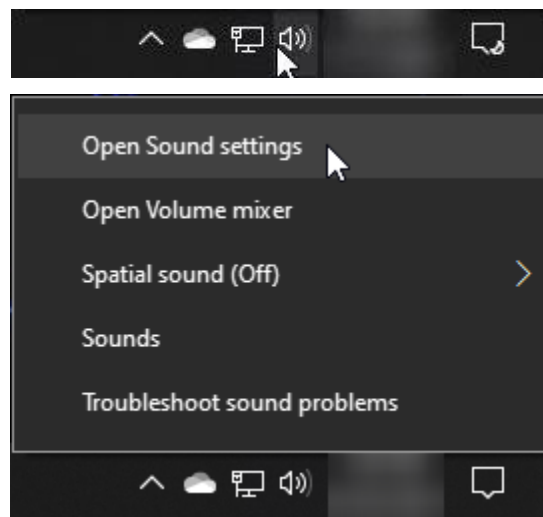 Open Sound settings
Open Volume mixer
Spatial sound (Off)
Sounds
Troubleshoot sound problems